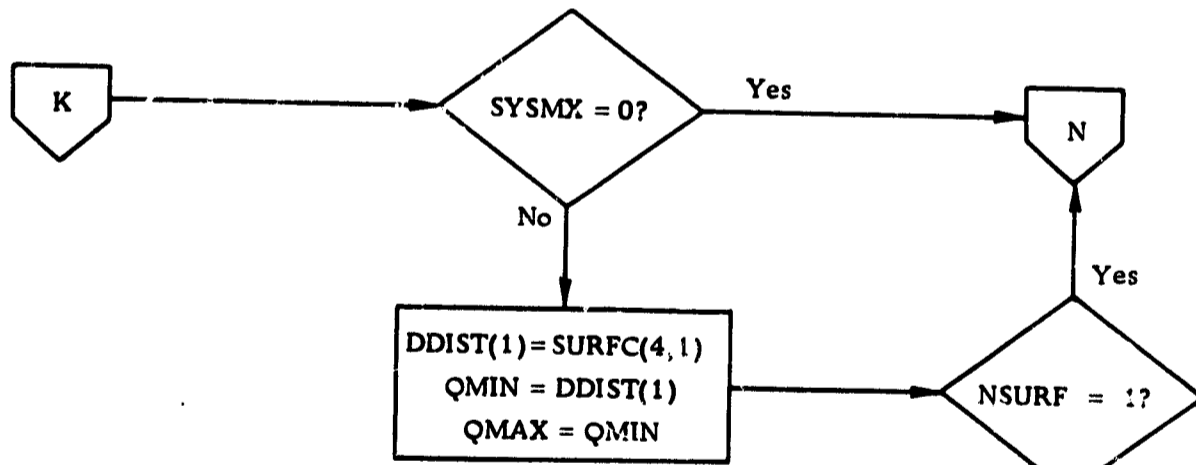 K
SYSMX = 0?
Yes
N
No
Yes
DDIST(1)=SURFC(4,1)
QMIN = DDIST(1)
QMAX = QMIN
NSURF = 1?